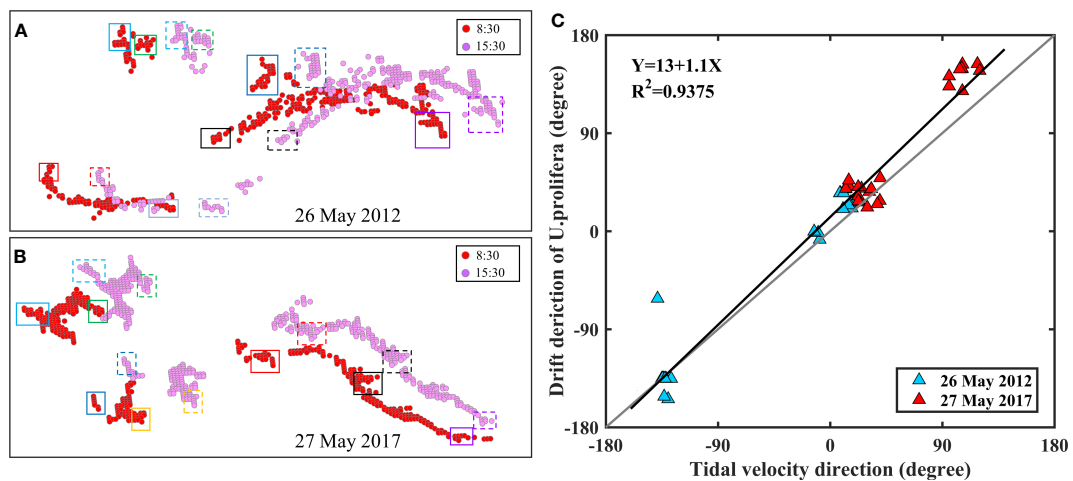 A
8:30
15:30
26 May 2012
B
8:30
15:30
27 May 2017
C
Y=13+1.1X
R²=0.9375
Drift deriction of U.prolifera (degree)
180
90
0
-90
-180
-180
-90
0
90
180
Tidal velocity direction (degree)
26 May 2012
27 May 2017